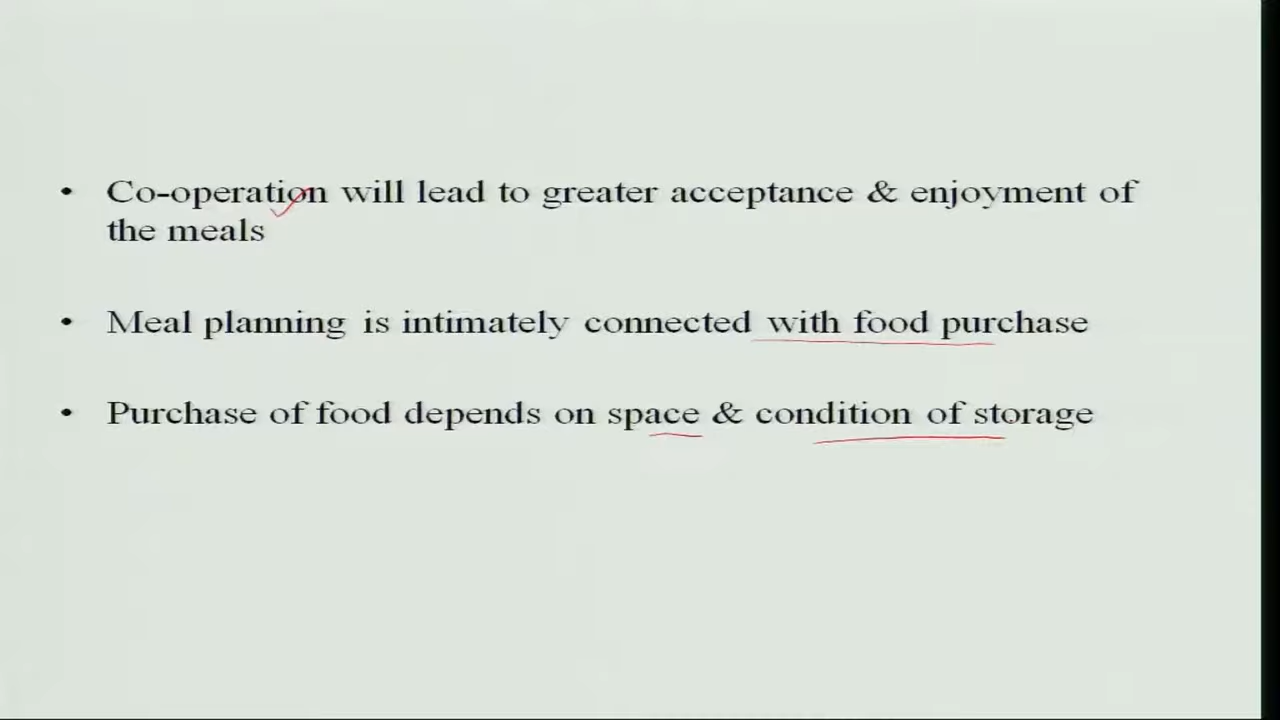 • Co-operation will lead to greater acceptance & enjoyment of
the meals
• Meal planning is intimately connected with food purchase
• Purchase of food depends on space & condition of storage